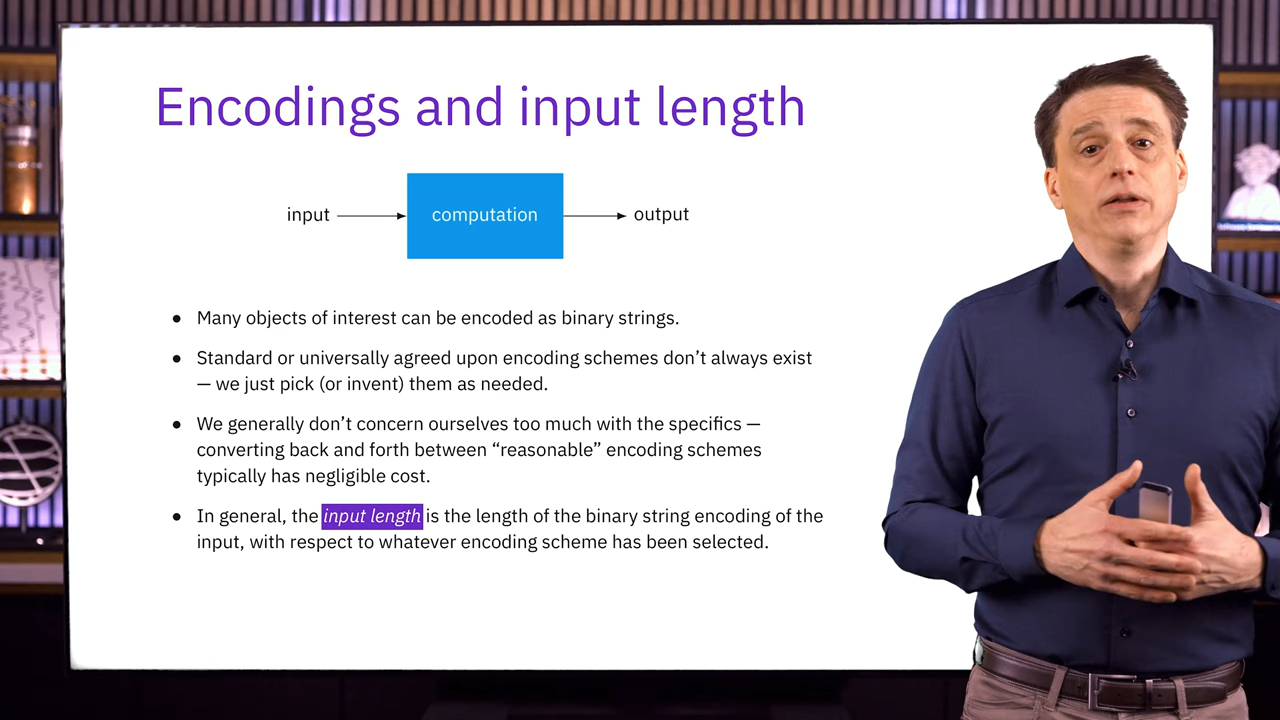 Encodings and input length
input
computation
output
● Many objects of interest can be encoded as binary strings.
● Standard or universally agreed upon encoding schemes don’t always exist
— we just pick (or invent) them as needed.
● We generally don’t concern ourselves too much with the specifics —
converting back and forth between “reasonable” encoding schemes
typically has negligible cost.
● In general, the input length is the length of the binary string encoding of the
input, with respect to whatever encoding scheme has been selected.